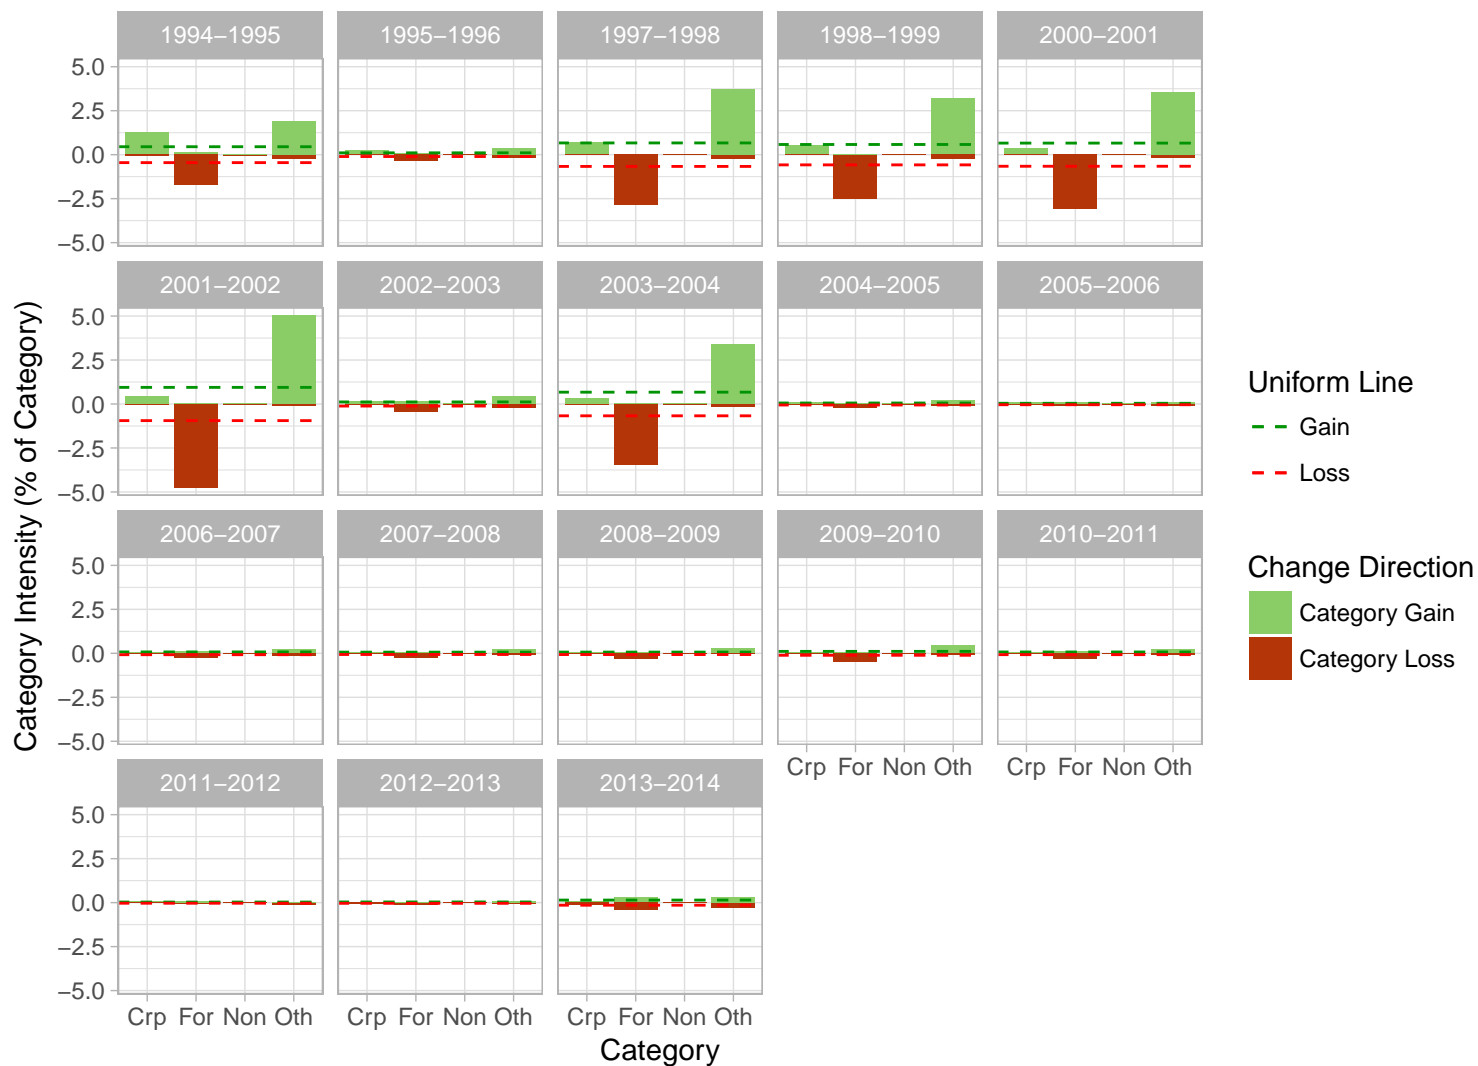 1994−1995
1995−1996
1997−1998
1998−1999
2000−2001
5.0
2.5
0.0
−2.5
−5.0
2001−2002
2002−2003
2003−2004
2004−2005
2005−2006
5.0
2.5
0.0
−2.5
−5.0
2006−2007
2007−2008
2008−2009
2009−2010
2010−2011
5.0
2.5
0.0
−2.5
−5.0
Crp For Non Oth
Crp For Non Oth
2011−2012
2012−2013
2013−2014
5.0
2.5
0.0
−2.5
−5.0
Crp For Non Oth
Crp For Non Oth
Crp For Non Oth
Category
Category Intensity (% of Category)
Uniform Line
Gain
Loss
Change Direction
Category Gain
Category Loss